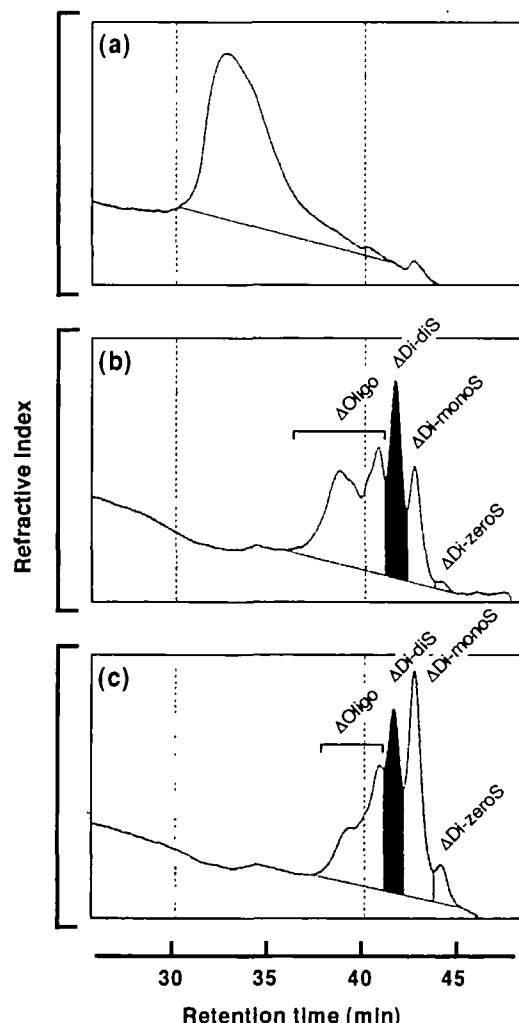 (a)
(b)
ΔOligo
ΔDi-diS
ΔDi-monoS
ΔDi-zeroS
Refractive Index
(c)
ΔOligo
ΔDi-diS
ΔDi-monoS
ΔDi-zeroS
30 35 40 45
Retention time (min)